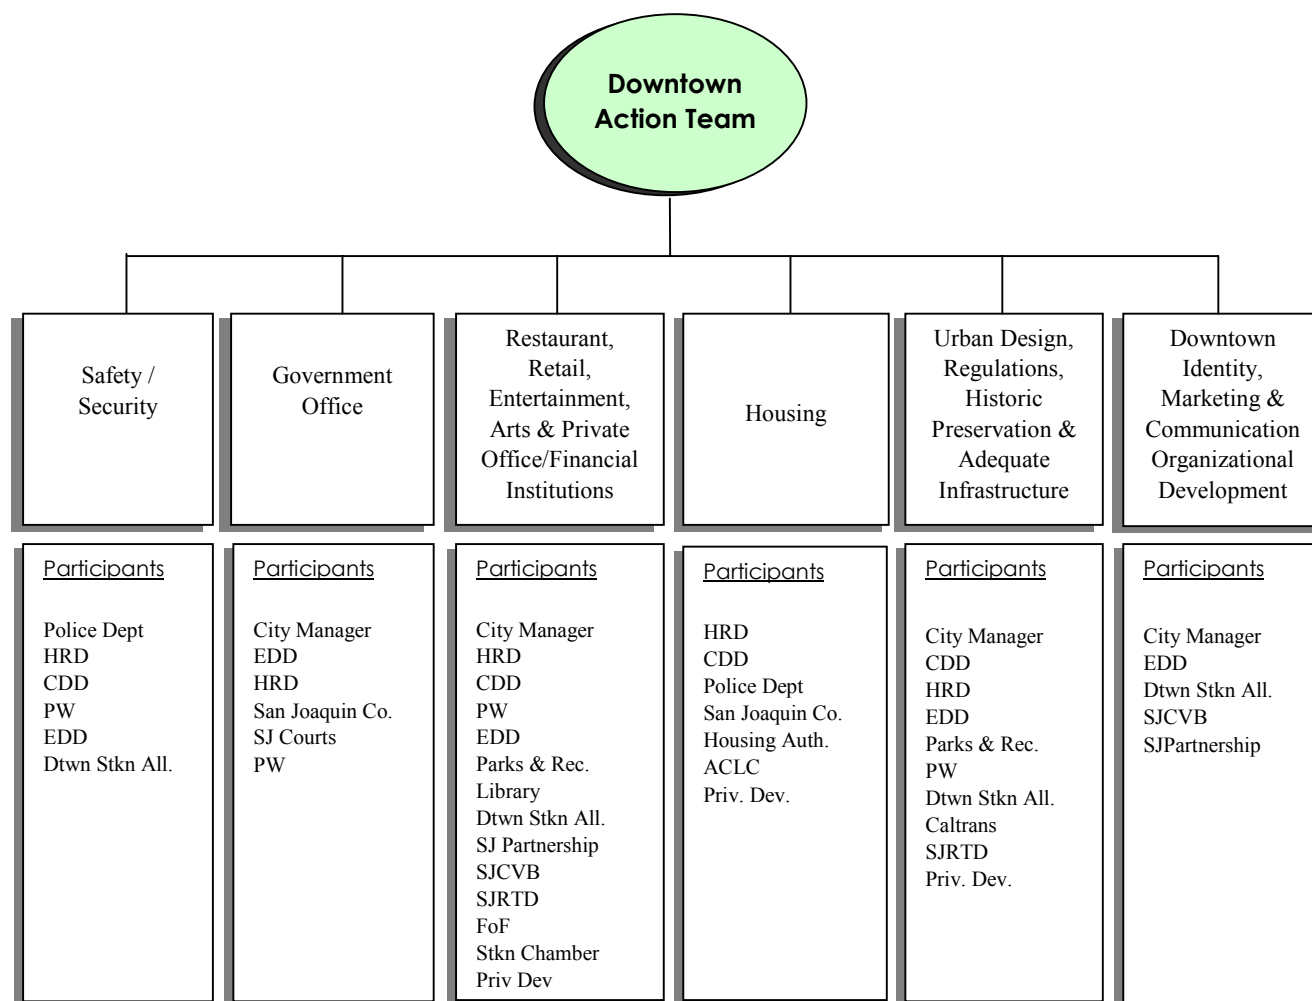 Downtown
Action Team
Safety /
Security
Government
Office
Restaurant,
Retail,
Entertainment,
Arts & Private
Office/Financial
Institutions
Housing
Urban Design,
Regulations,
Historic
Preservation &
Adequate
Infrastructure
Downtown
Identity,
Marketing &
Communication
Organizational
Development
Participants
Police Dept
HRD
CDD
PW
EDD
Dtwn Stkn All.
Participants
City Manager
EDD
HRD
San Joaquin Co.
SJ Courts
PW
Participants
City Manager
HRD
CDD
PW
EDD
Parks & Rec.
Library
Dtwn Stkn All.
SJ Partnership
SJCVB
SJRTD
FoF
Stkn Chamber
Priv Dev
Participants
HRD
CDD
Police Dept
San Joaquin Co.
Housing Auth.
ACLC
Priv. Dev.
Participants
City Manager
CDD
HRD
EDD
Parks & Rec.
PW
Dtwn Stkn All.
Caltrans
SJRTD
Priv. Dev.
Participants
City Manager
EDD
Dtwn Stkn All.
SJCVB
SJPartnership